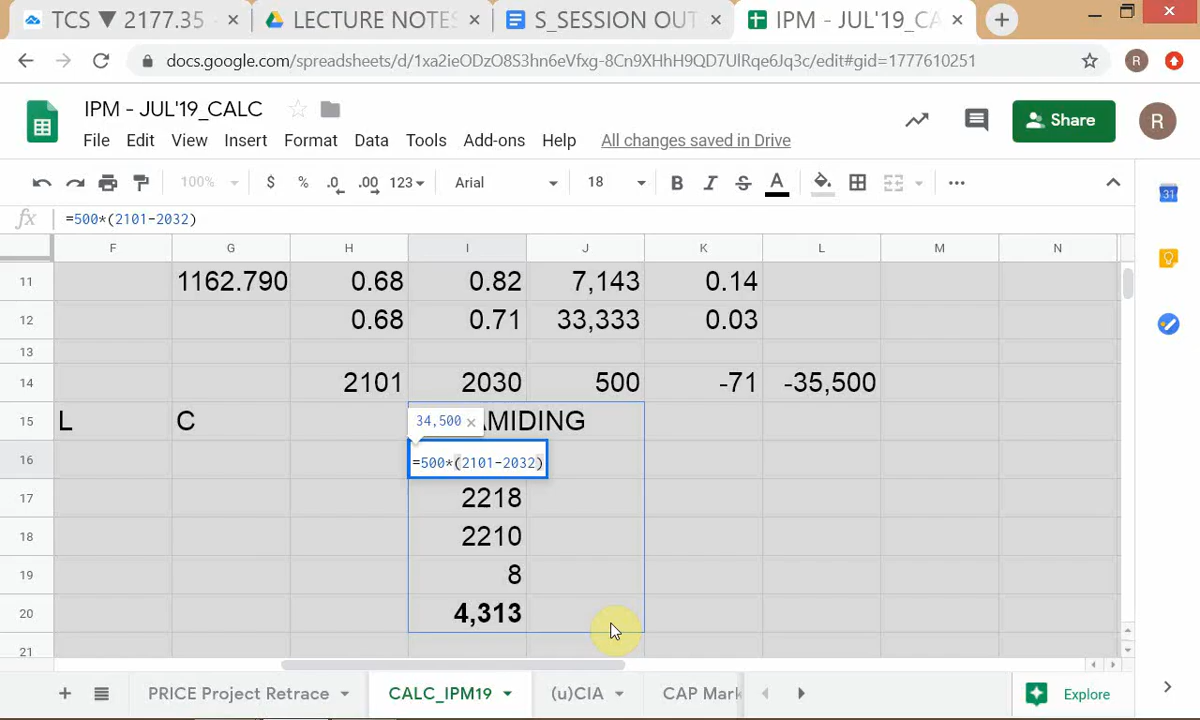 TCS ▼ 2177.35 × LECTURE NOTES × S_SESSION OUT × IPM - JUL'19_CA ×
docs.google.com/spreadsheets/d/1xa2ieODzO8S3hn6eVfxg-8Cn9XHhH9QD7UlRqe6Jq3c/edit#gid=1777610251 R
IPM - JUL'19_CALC
Share R
File Edit View Insert Format Data Tools Add-ons Help All changes saved in Drive
100% $ % .0 .00 123 Arial 18 B I S A
31
fx =500*(2101-2032)
F G H I J K L M N
11 1162.790 0.68 0.82 7,143 0.14
12 0.68 0.71 33,333 0.03
13
14 2101 2030 500 -71 -35,500
15 L C 34,500 × AMIDING
16 =500*(2101-2032)
17 2218
18 2210
19 8
20 4,313
21
PRICE Project Retrace CALC_IPM19 (u)CIA CAP Mark Explore